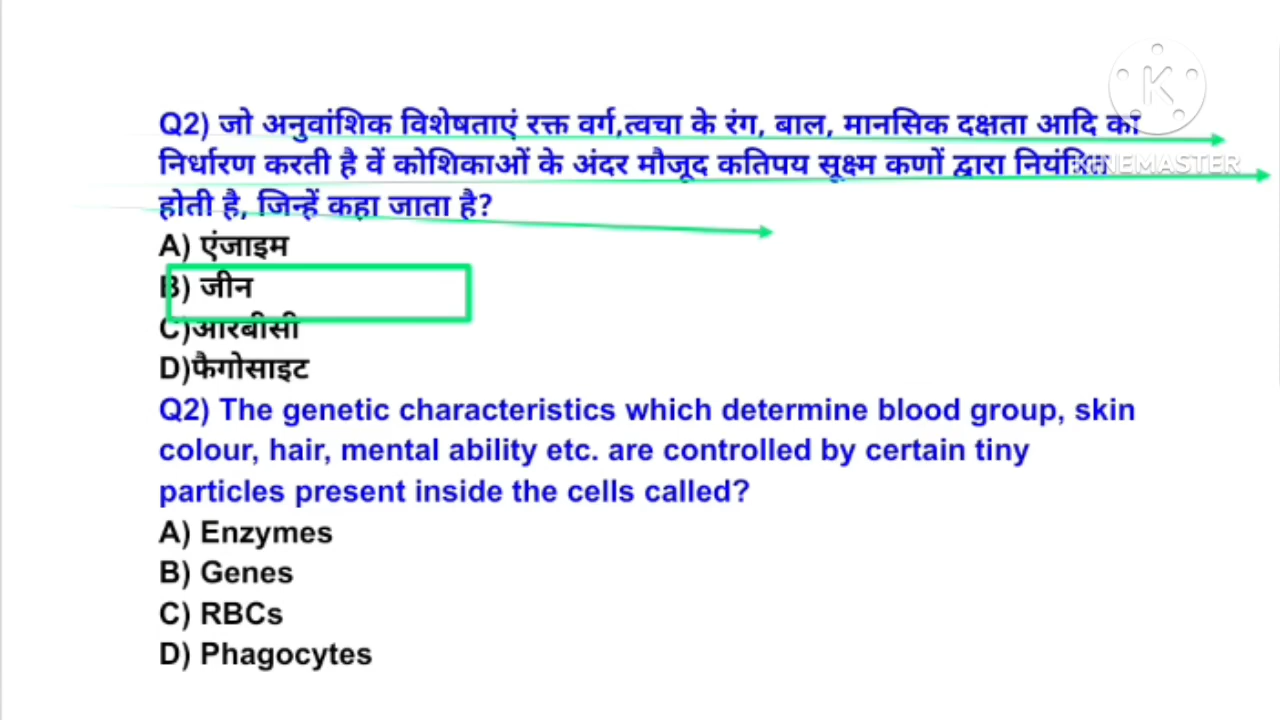 Q2) जो अनुवांशिक विशेषताएं रक्त वर्ग,त्वचा के रंग, बाल, मानसिक दक्षता आदि का
निर्धारण करती है वें कोशिकाओं के अंदर मौजूद कतिपय सूक्ष्म कणों द्वारा नियंत्रित
होती है, जिन्हें कहा जाता है?
A) एंजाइम
B) जीन
C)आरबीसी
D)फैगोसाइट
Q2) The genetic characteristics which determine blood group, skin
colour, hair, mental ability etc. are controlled by certain tiny
particles present inside the cells called?
A) Enzymes
B) Genes
C) RBCs
D) Phagocytes
K
KINEMASTER